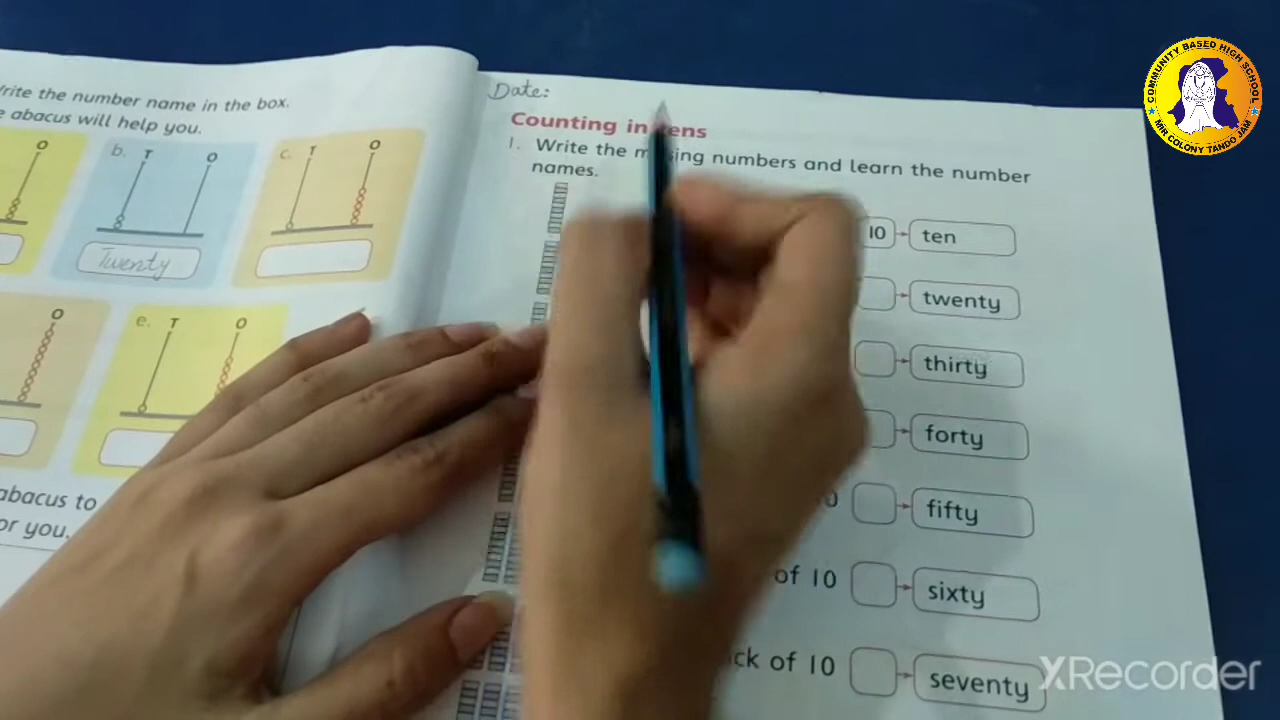 Write the number name in the box.
abacus will help you.
O
b. T O
Twenty
c. T O
O
e. T O
abacus to
or you.
Date:
Counting in tens
1. Write the missing numbers and learn the number
names.
10 ten
twenty
thirty
forty
fifty
of 10 sixty
of 10 seventy
COMMUNITY BASED HIGH SCHOOL
MIR COLONY TANDO JAM
XRecorder